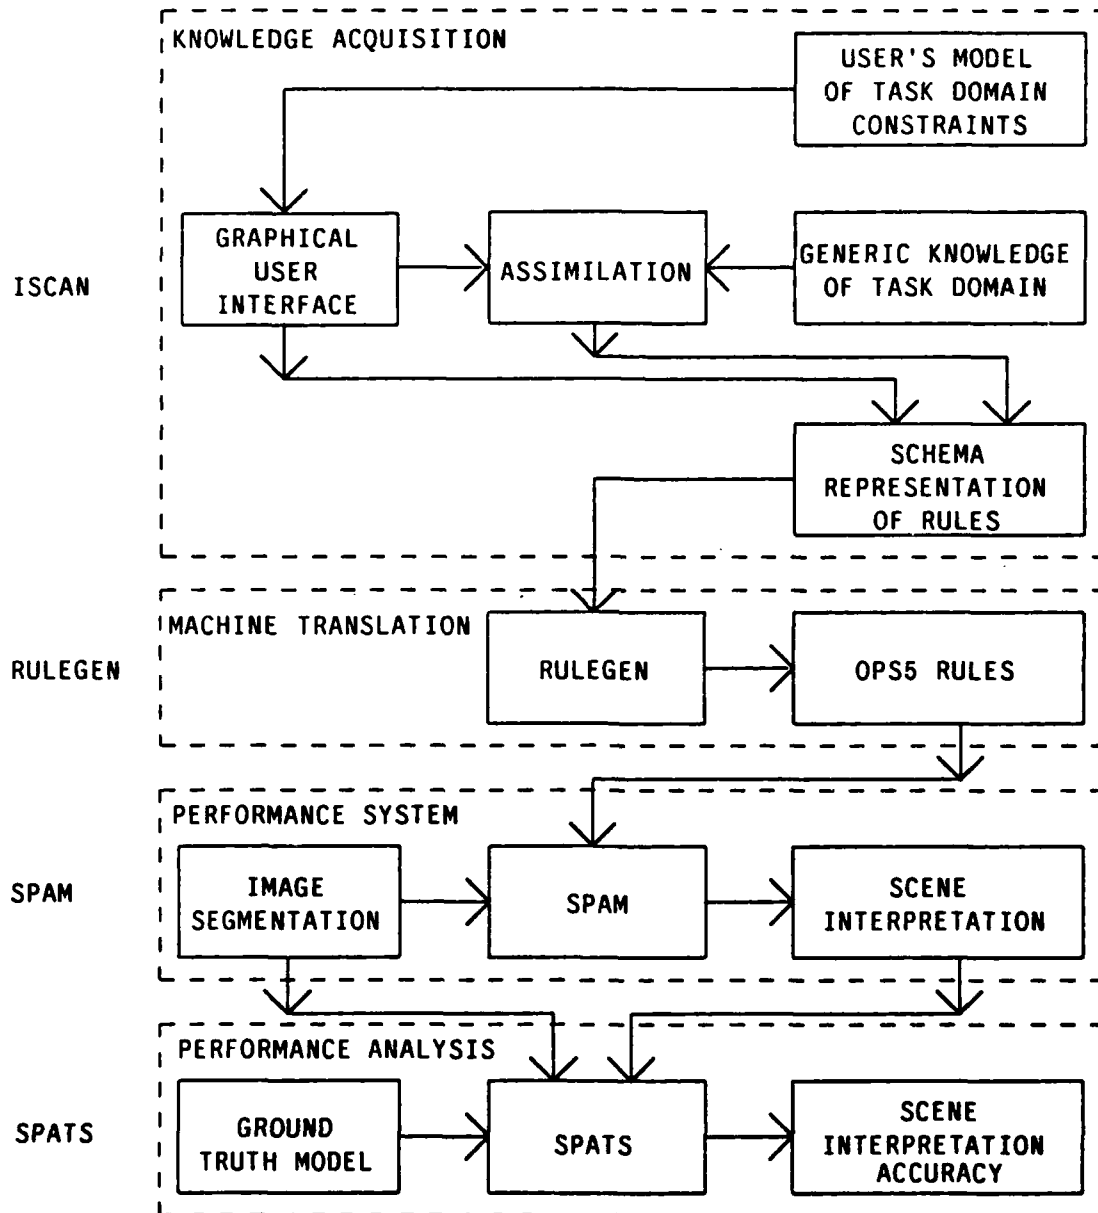 KNOWLEDGE ACQUISITION
USER'S MODEL
OF TASK DOMAIN
CONSTRAINTS
ISCAN
GRAPHICAL
USER
INTERFACE
ASSIMILATION
GENERIC KNOWLEDGE
OF TASK DOMAIN
SCHEMA
REPRESENTATION
OF RULES
RULEGEN
MACHINE TRANSLATION
RULEGEN
OPS5 RULES
SPAM
PERFORMANCE SYSTEM
IMAGE
SEGMENTATION
SPAM
SCENE
INTERPRETATION
SPATS
PERFORMANCE ANALYSIS
GROUND
TRUTH MODEL
SPATS
SCENE
INTERPRETATION
ACCURACY